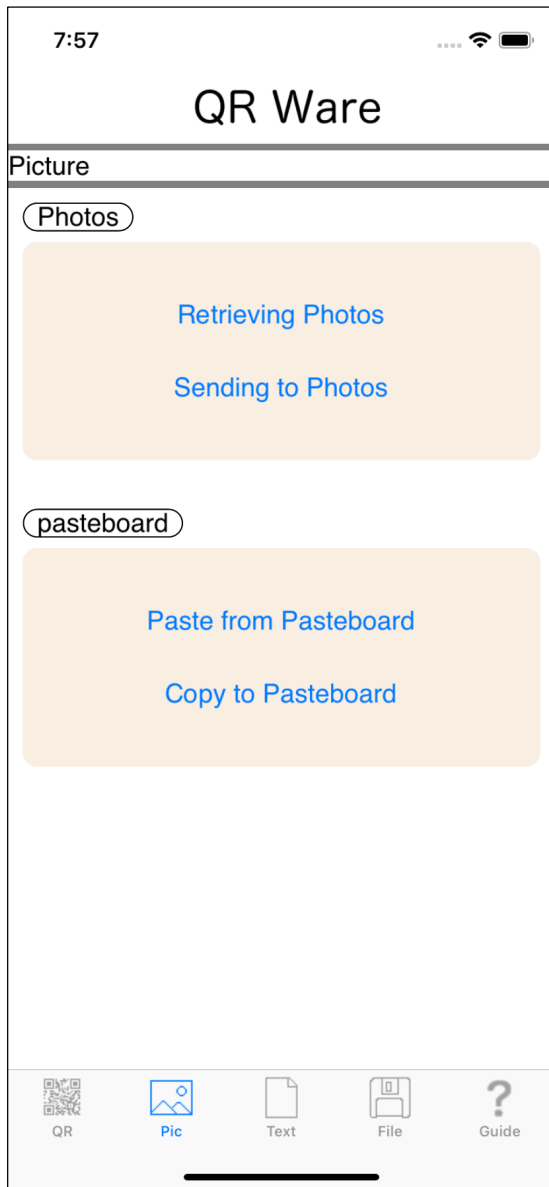 7:57
QR Ware
Picture
Photos
Retrieving Photos
Sending to Photos
pasteboard
Paste from Pasteboard
Copy to Pasteboard
QR
Pic
Text
File
Guide